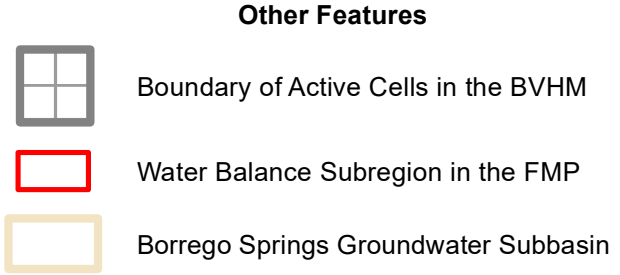 Other Features
Boundary of Active Cells in the BVHM
Water Balance Subregion in the FMP
Borrego Springs Groundwater Subbasin